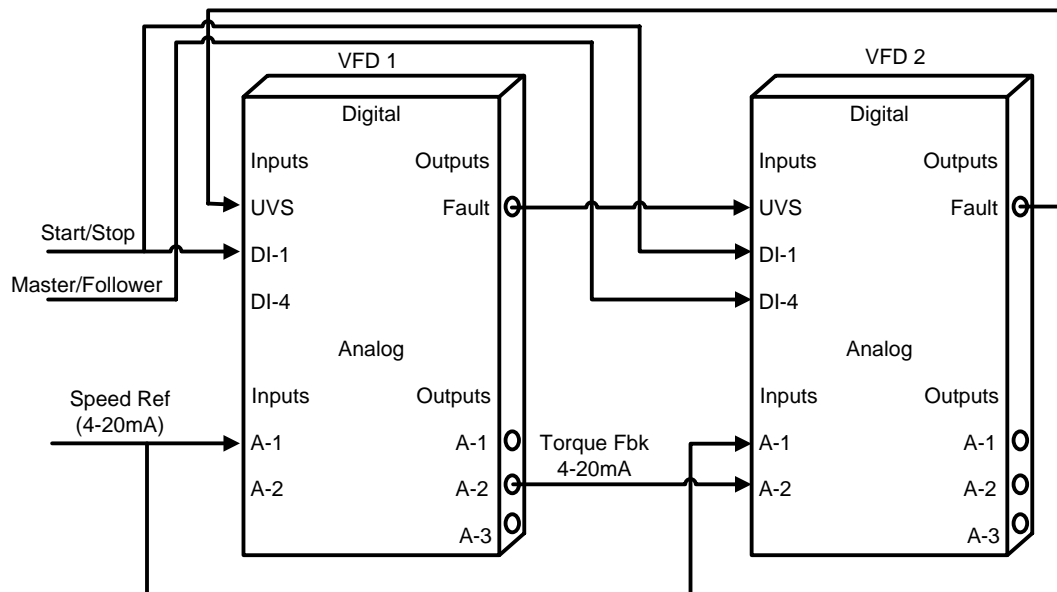 VFD 1
Digital
Inputs
Outputs
UVS
Fault
DI-1
DI-4
Analog
Inputs
Outputs
A-1
A-1
A-2
A-2
A-3
Start/Stop
Master/Follower
Speed Ref
(4-20mA)
Torque Fbk
4-20mA
VFD 2
Digital
Inputs
Outputs
UVS
Fault
DI-1
DI-4
Analog
Inputs
Outputs
A-1
A-1
A-2
A-2
A-3